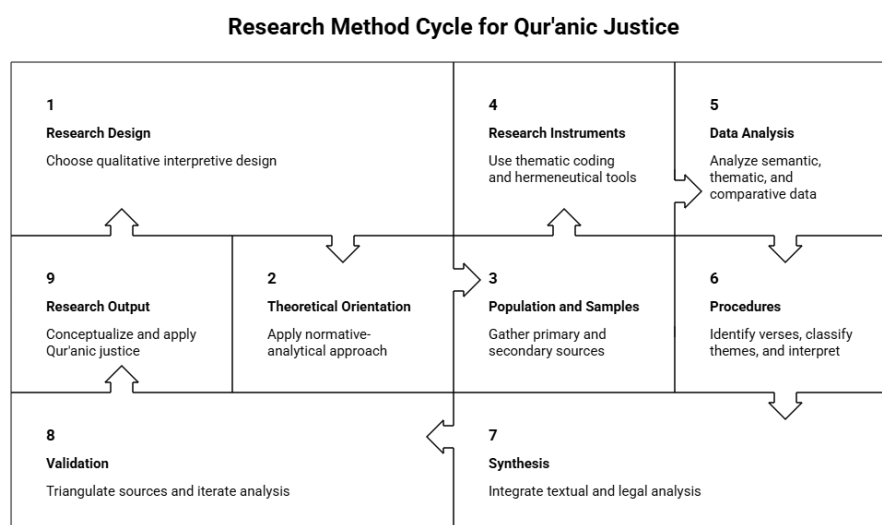 Research Method Cycle for Qur'anic Justice
1
Research Design
Choose qualitative interpretive design
4
Research Instruments
Use thematic coding
and hermeneutical tools
5
Data Analysis
Analyze semantic,
thematic, and
comparative data
9
Research Output
Conceptualize and apply
Qur'anic justice
2
Theoretical Orientation
Apply normative-
analytical approach
3
Population and Samples
Gather primary and
secondary sources
6
Procedures
Identify verses, classify
themes, and interpret
8
Validation
Triangulate sources and iterate analysis
7
Synthesis
Integrate textual and legal analysis